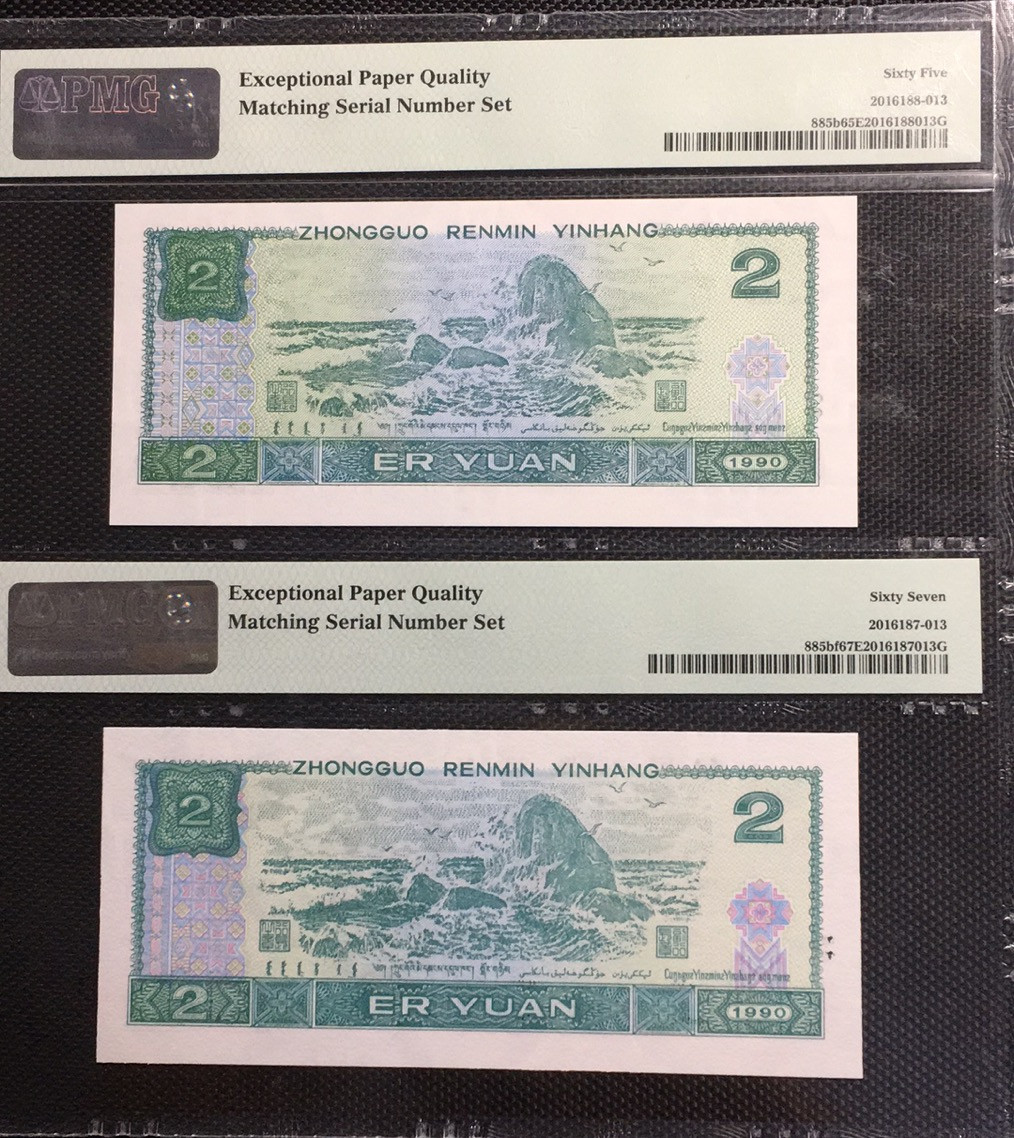 PMG
Exceptional Paper Quality
Matching Serial Number Set
Sixty Five
2016188-013
885b65E2016188013G
ZHONGGUO RENMIN YINHANG
2
2
2
ER YUAN
1990
PMG
Exceptional Paper Quality
Matching Serial Number Set
Sixty Seven
2016187-013
885bf67E2016187013G
ZHONGGUO RENMIN YINHANG
2
2
2
ER YUAN
1990